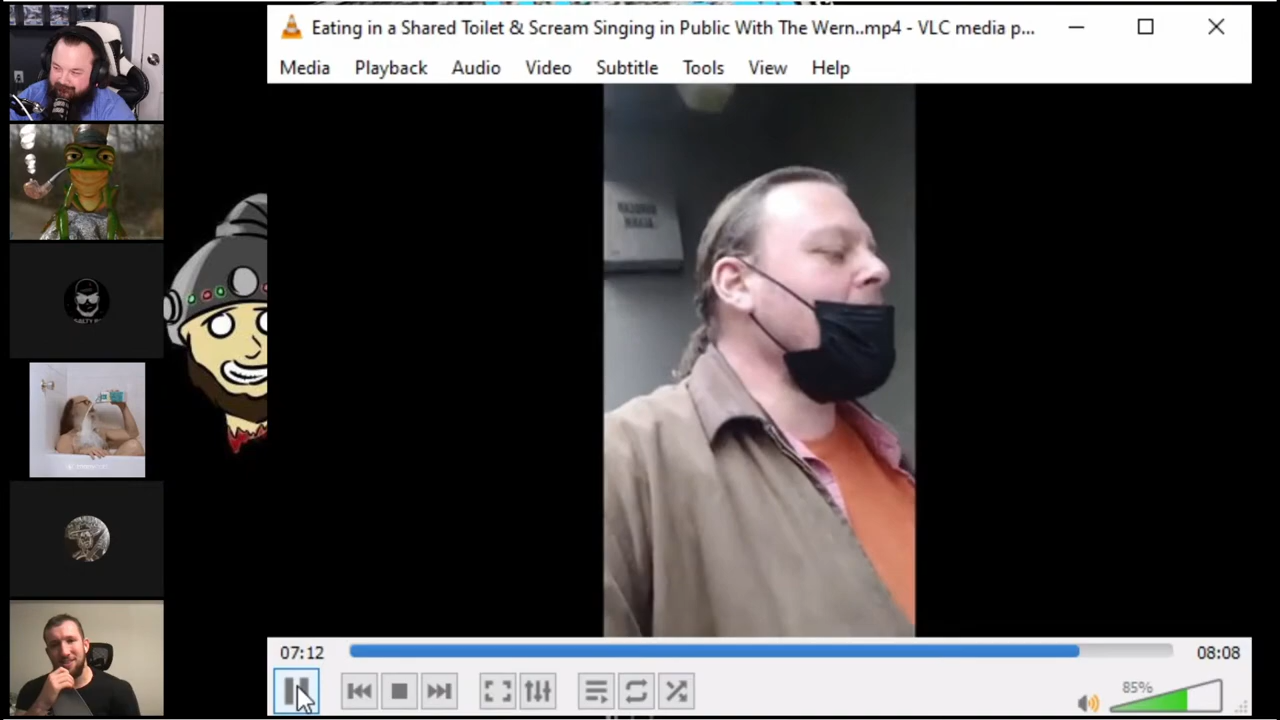 Eating in a Shared Toilet & Scream Singing in Public With The Wern..mp4 - VLC media p...
Media Playback Audio Video Subtitle Tools View Help
07:12
08:08
85%